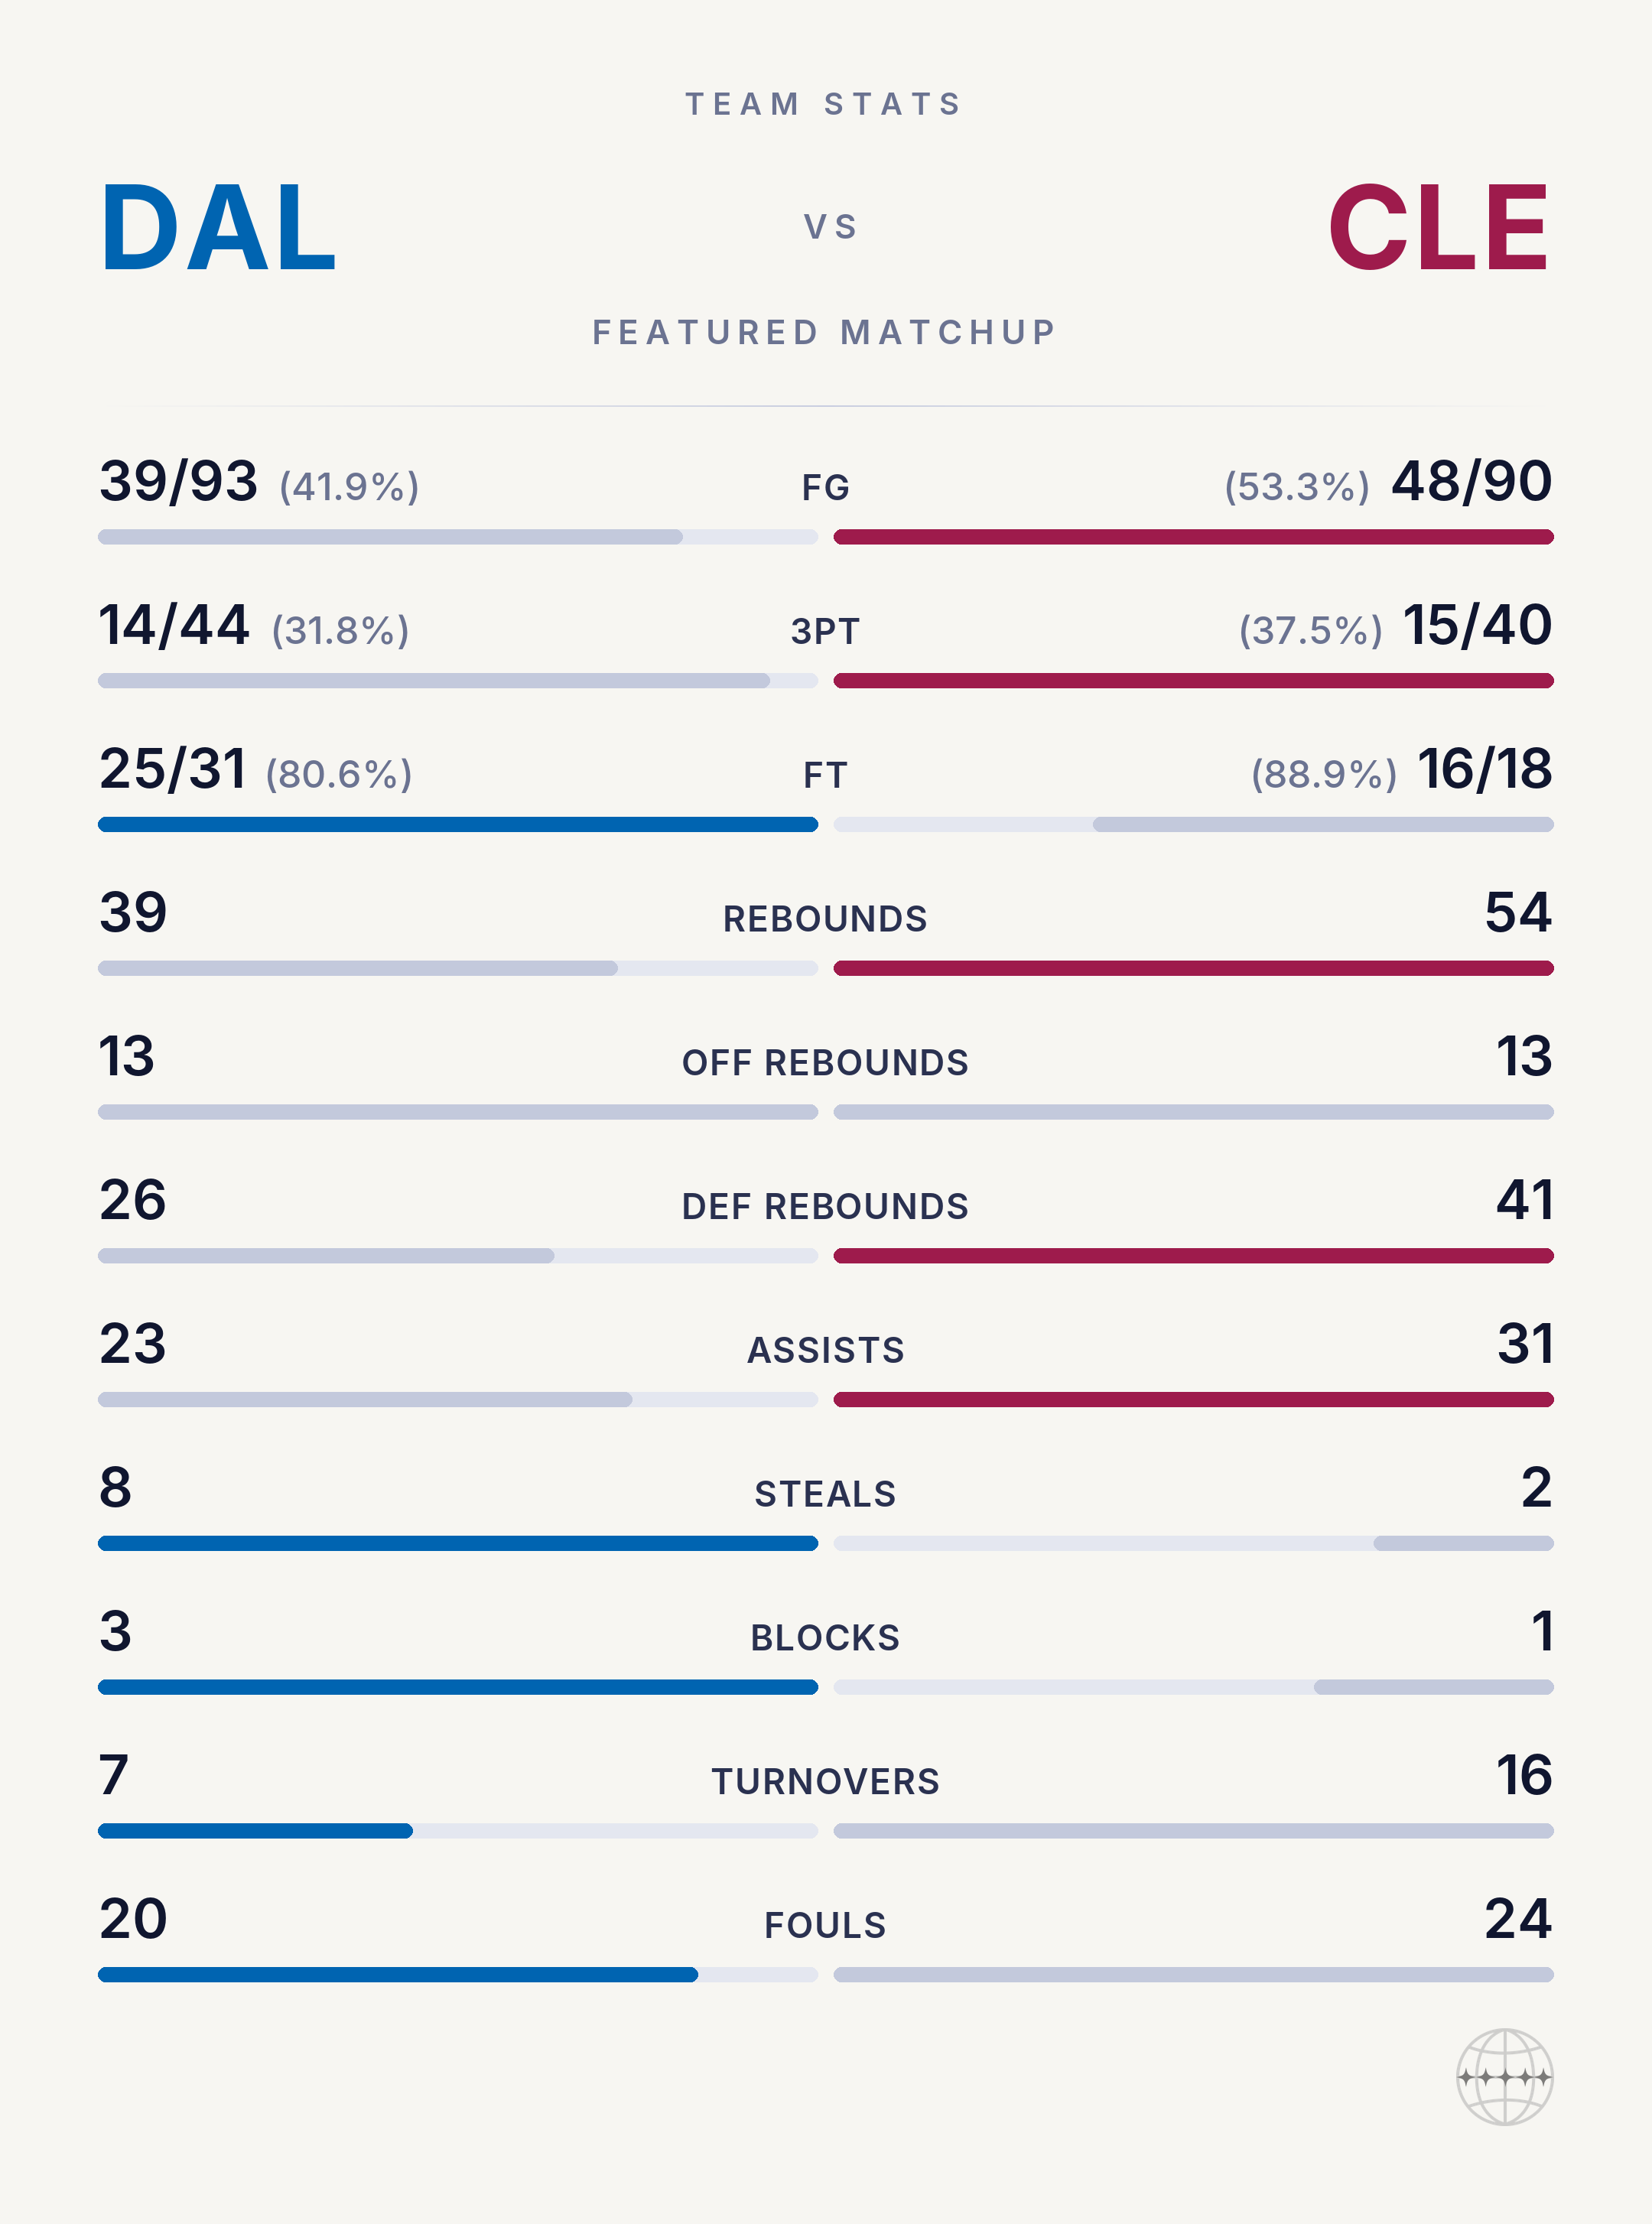 TEAM STATS
DAL VS CLE
FEATURED MATCHUP
39/93 (41.9%) FG (53.3%) 48/90
14/44 (31.8%) 3PT (37.5%) 15/40
25/31 (80.6%) FT (88.9%) 16/18
39 REBOUNDS 54
13 OFF REBOUNDS 13
26 DEF REBOUNDS 41
23 ASSISTS 31
8 STEALS 2
3 BLOCKS 1
7 TURNOVERS 16
20 FOULS 24